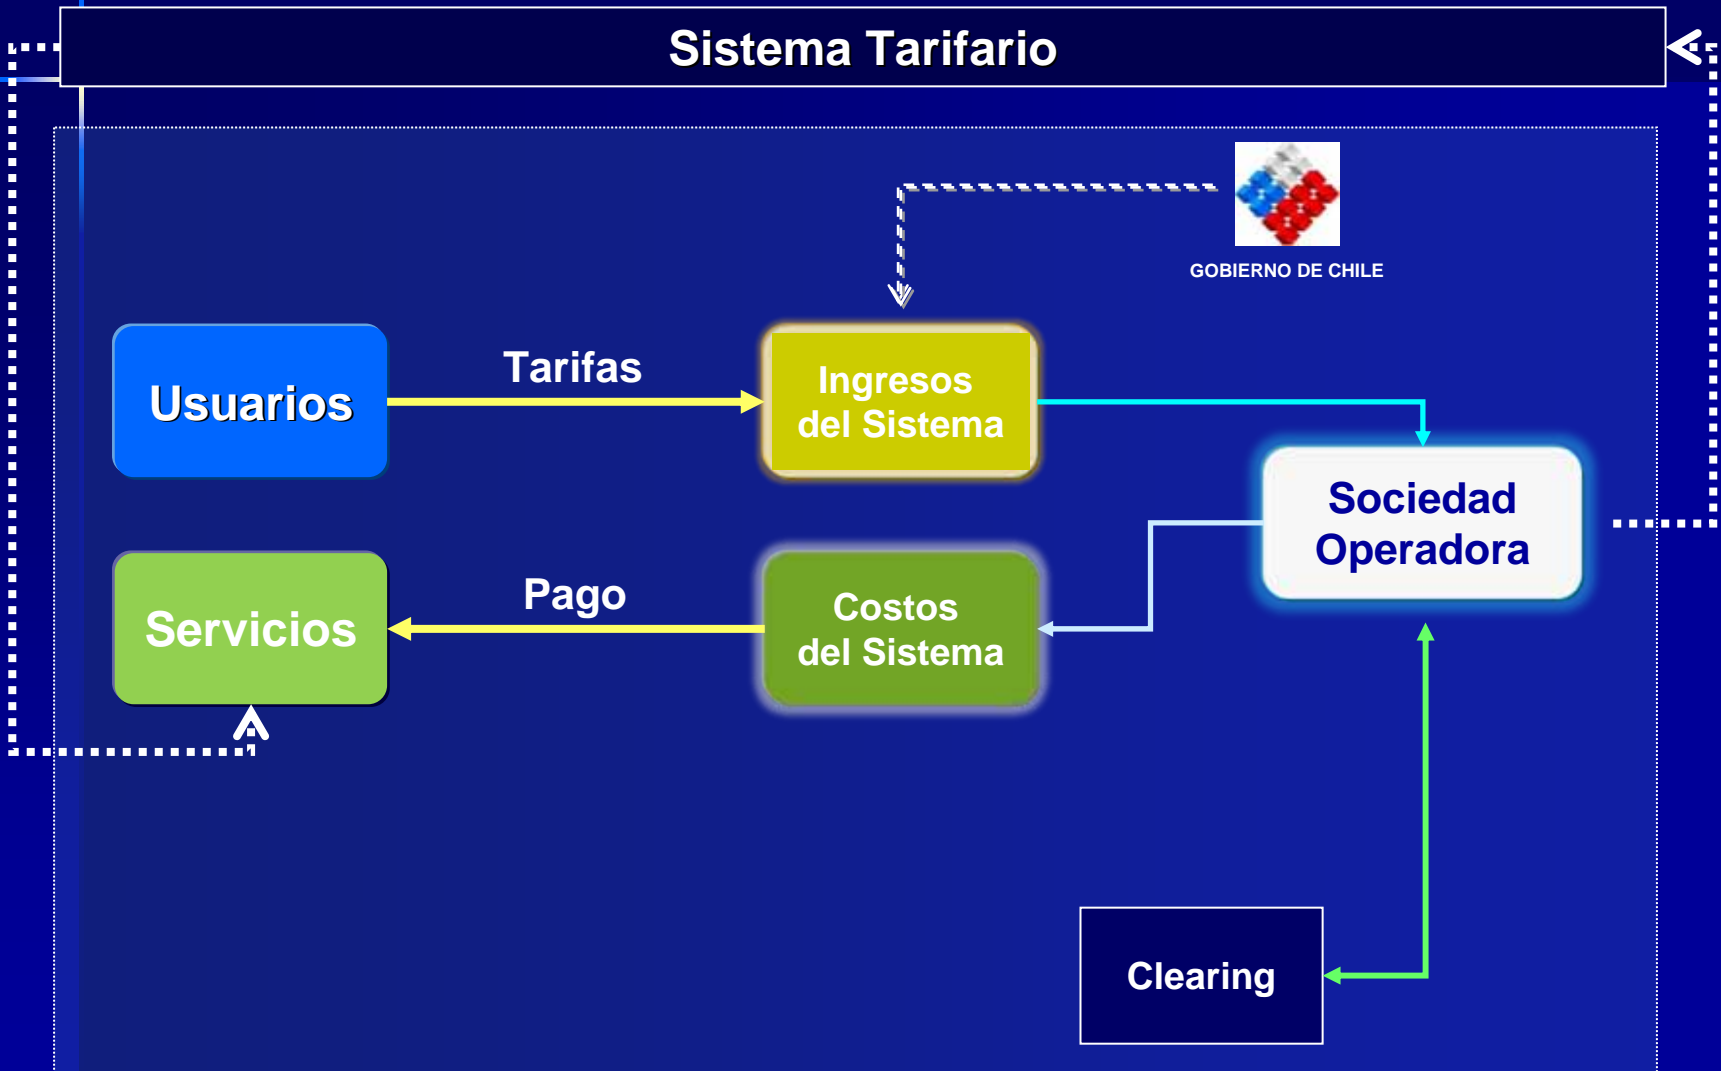 Sistema Tarifario
GOBIERNO DE CHILE
Usuarios
Tarifas
Ingresos
del Sistema
Sociedad
Operadora
Servicios
Pago
Costos
del Sistema
Clearing